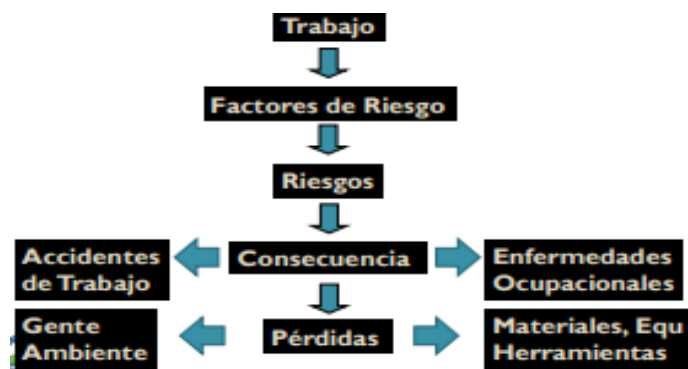 Trabajo
Factores de Riesgo
Riesgos
Accidentes
de Trabajo
Consecuencia
Enfermedades
Ocupacionales
Gente
Ambiente
Pérdidas
Materiales, Equ
Herramientas